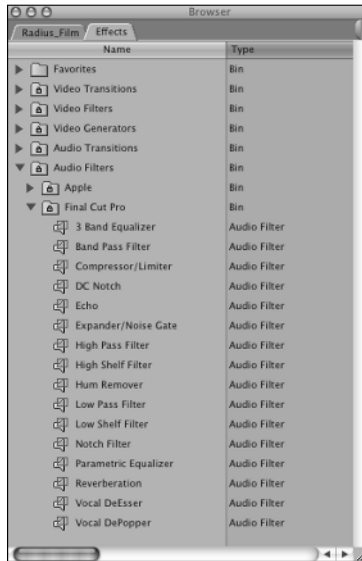 Browser
Radius_Film Effects
Name Type
Favorites Bin
Video Transitions Bin
Video Filters Bin
Video Generators Bin
Audio Transitions Bin
Audio Filters Bin
Apple Bin
Final Cut Pro Bin
3 Band Equalizer Audio Filter
Band Pass Filter Audio Filter
Compressor/Limiter Audio Filter
DC Notch Audio Filter
Echo Audio Filter
Expander/Noise Gate Audio Filter
High Pass Filter Audio Filter
High Shelf Filter Audio Filter
Hum Remover Audio Filter
Low Pass Filter Audio Filter
Low Shelf Filter Audio Filter
Notch Filter Audio Filter
Parametric Equalizer Audio Filter
Reverberation Audio Filter
Vocal DeEsser Audio Filter
Vocal DePopper Audio Filter